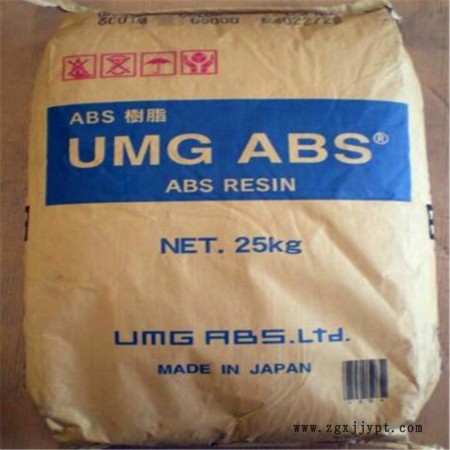 ABS 樹脂
UMG ABS®
ABS RESIN
NET. 25kg
UMG ABS.Ltd.
MADE IN JAPAN
www.zgxjjypt.com